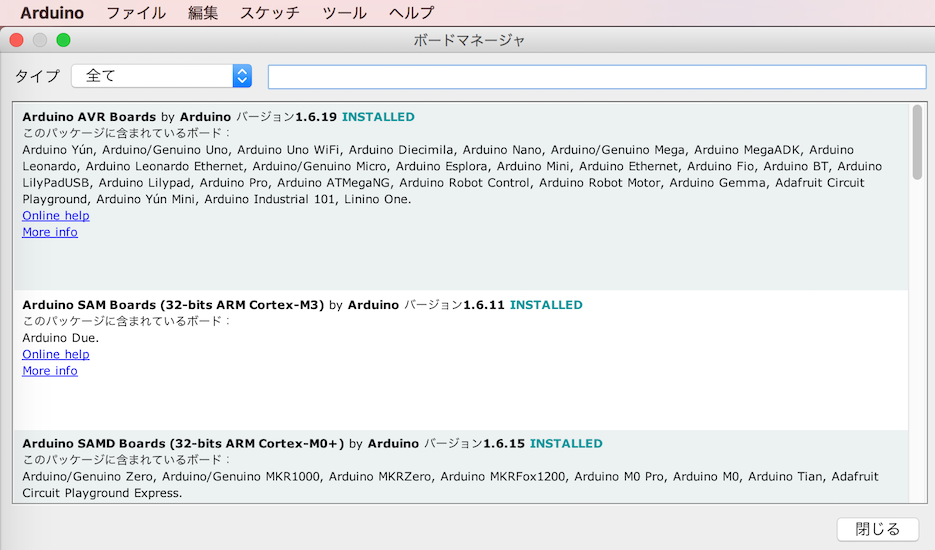 Arduino ファイル 編集 スケッチ ツール ヘルプ
ボードマネージャ
タイプ 全て
Arduino AVR Boards by Arduino バージョン1.6.19 INSTALLED
このパッケージに含まれているボード：
Arduino Yún, Arduino/Genuino Uno, Arduino Uno WiFi, Arduino Diecimila, Arduino Nano, Arduino/Genuino Mega, Arduino MegaADK, Arduino
Leonardo, Arduino Leonardo Ethernet, Arduino/Genuino Micro, Arduino Esplora, Arduino Mini, Arduino Ethernet, Arduino Fio, Arduino BT, Arduino
LilyPadUSB, Arduino Lilypad, Arduino Pro, Arduino ATMegaNG, Arduino Robot Control, Arduino Robot Motor, Arduino Gemma, Adafruit Circuit
Playground, Arduino Yún Mini, Arduino Industrial 101, Linino One.
Online help
More info
Arduino SAM Boards (32-bits ARM Cortex-M3) by Arduino バージョン1.6.11 INSTALLED
このパッケージに含まれているボード：
Arduino Due.
Online help
More info
Arduino SAMD Boards (32-bits ARM Cortex-M0+) by Arduino バージョン1.6.15 INSTALLED
このパッケージに含まれているボード：
Arduino/Genuino Zero, Arduino/Genuino MKR1000, Arduino MKRZero, Arduino MKRFox1200, Arduino M0 Pro, Arduino M0, Arduino Tian, Adafruit
Circuit Playground Express.
閉じる